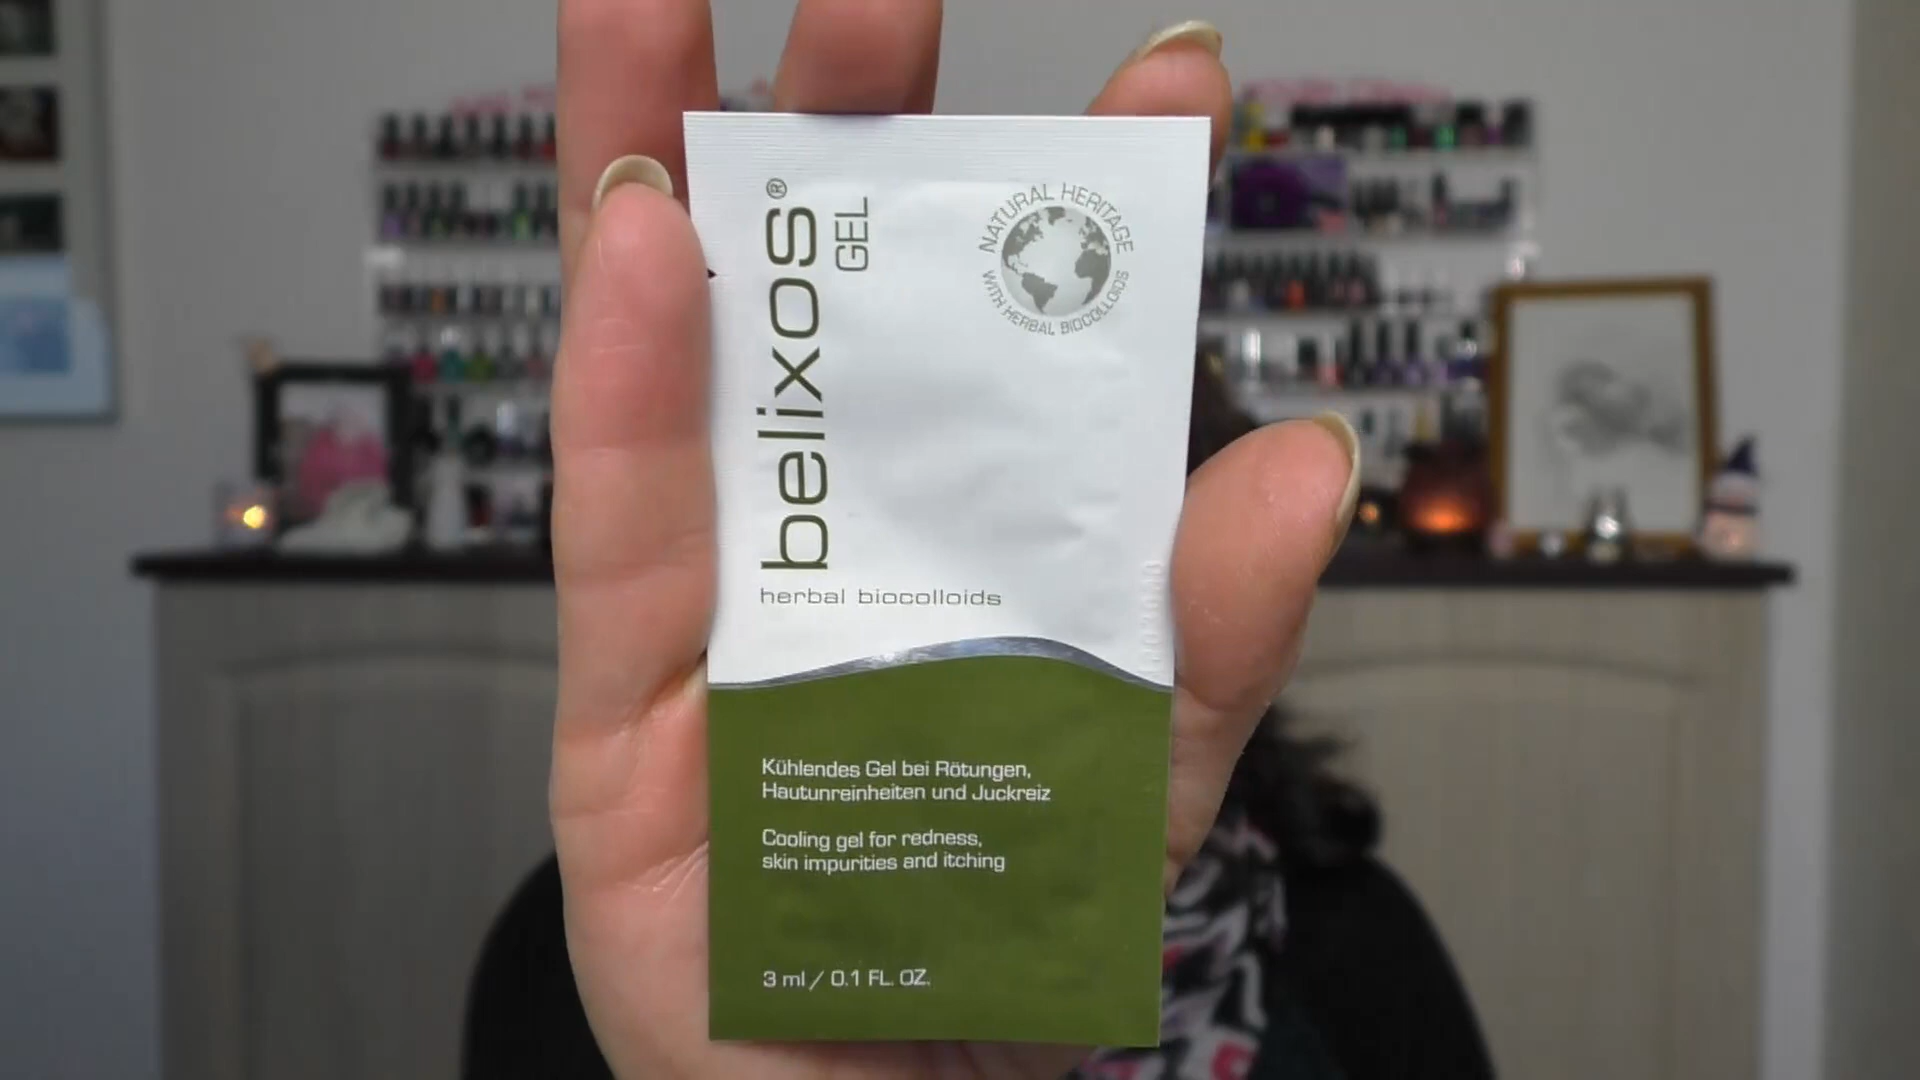 belixos®
GEL
NATURAL HERITAGE
WITH HERBAL BIOCOLLOIDS
herbal biocolloids
Kühlendes Gel bei Rötungen,
Hautunreinheiten und Juckreiz
Cooling gel for redness,
skin impurities and itching
3 ml / 0.1 FL. OZ.